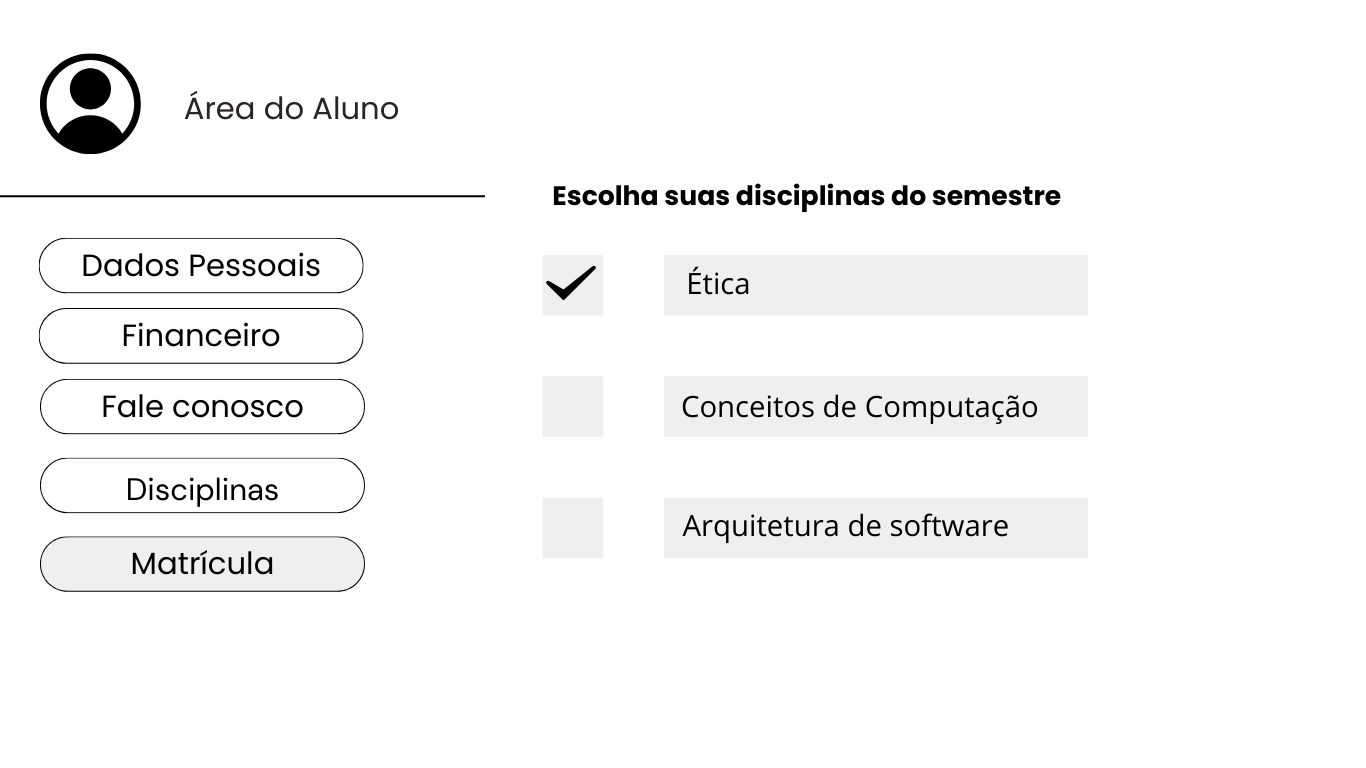 Área do Aluno
Dados Pessoais
Financeiro
Fale conosco
Disciplinas
Matrícula
Escolha suas disciplinas do semestre
Ética
Conceitos de Computação
Arquitetura de software